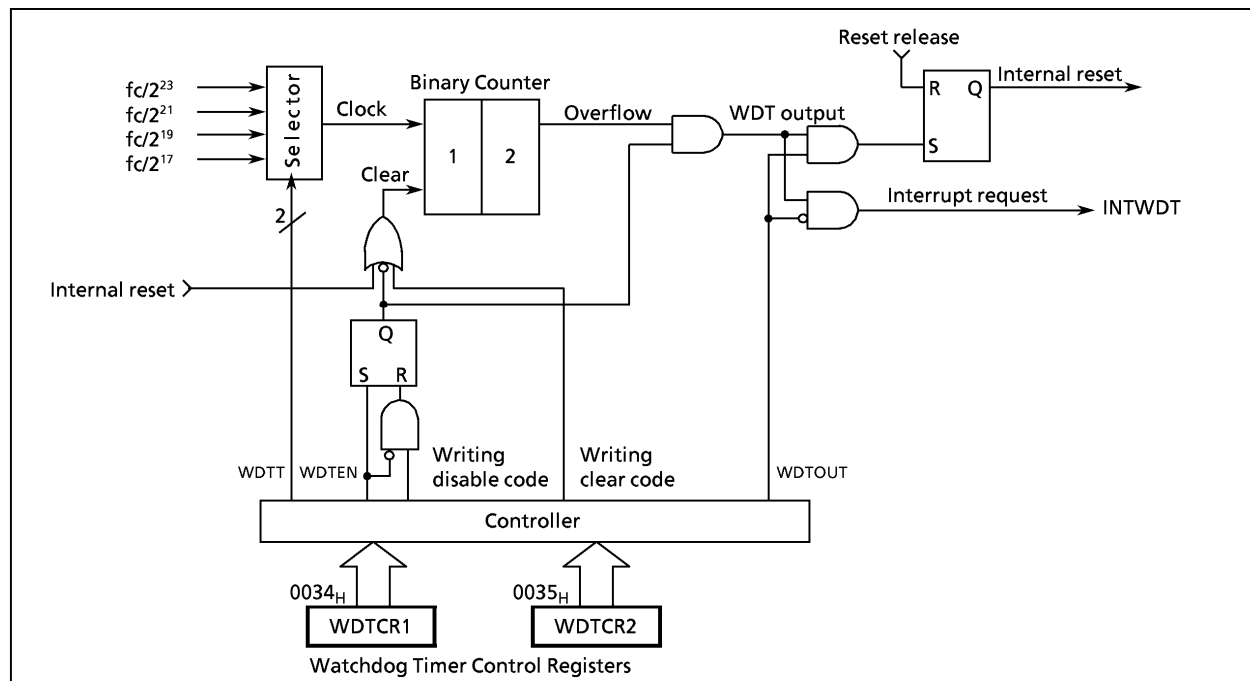 Reset release
R Q
Internal reset
S
fc/2²³
fc/2²¹
fc/2¹⁹
fc/2¹⁷
Selector
Clock
Binary Counter
1 2
Overflow
WDT output
Clear
2
Interrupt request
INTWDT
Internal reset
Q
S R
WDTT
WDTEN
Writing
disable code
Writing
clear code
WDTOUT
Controller
0034H
0035H
WDTCR1
WDTCR2
Watchdog Timer Control Registers